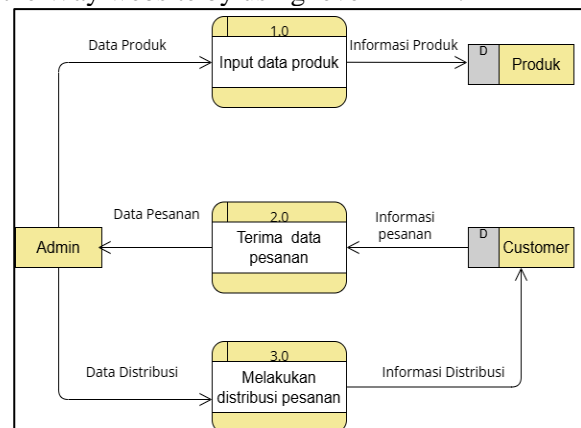 1.0
Data Produk
Informasi Produk
Input data produk
D
Produk
2.0
Data Pesanan
Informasi
pesanan
Terima data
pesanan
Admin
D
Customer
3.0
Data Distribusi
Informasi Distribusi
Melakukan
distribusi pesanan